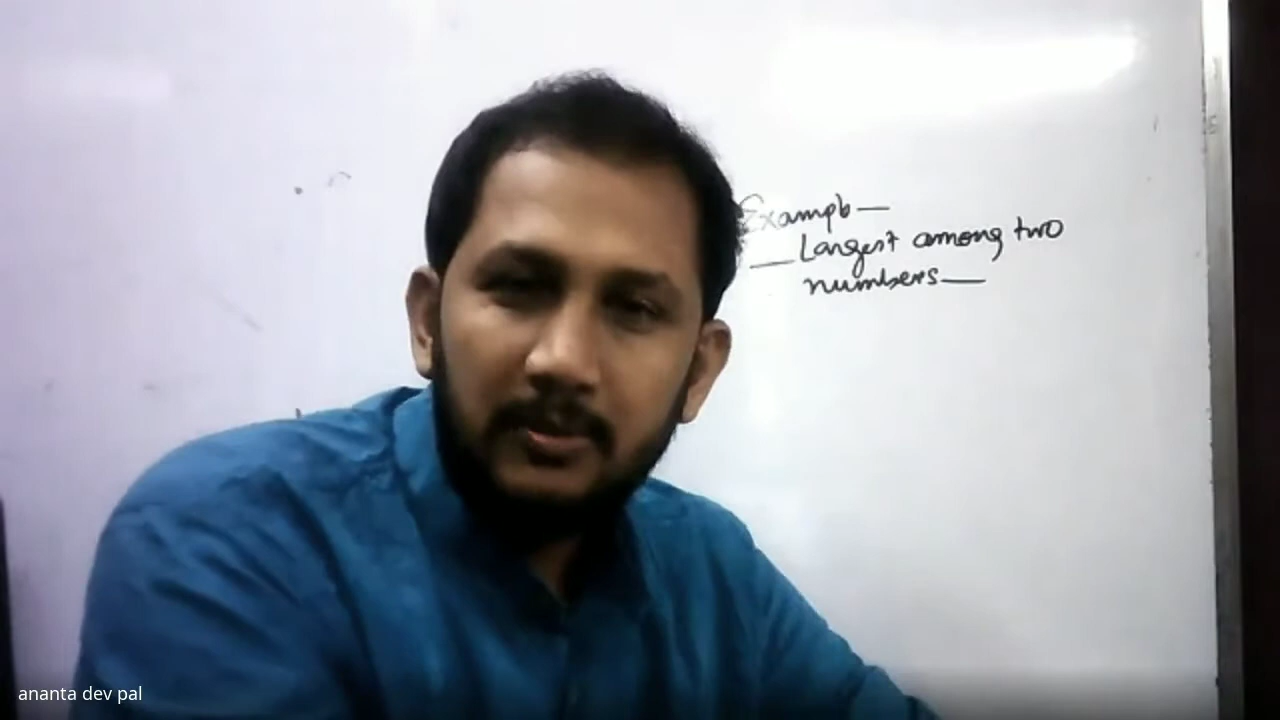 Example—
— Largest among two
numbers—
ananta dev pal